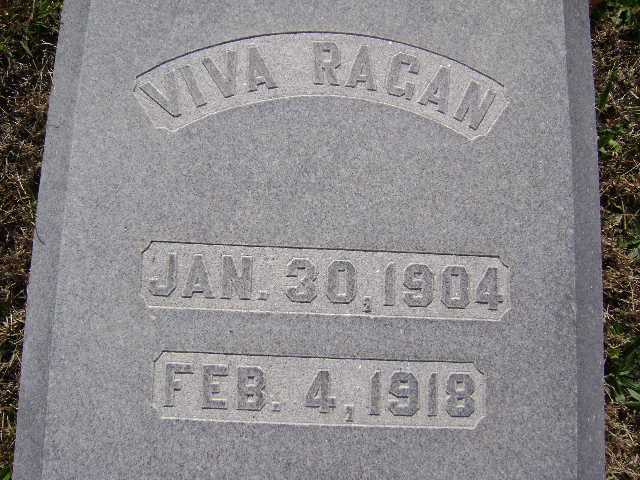 VIVA RAGAN
JAN. 30, 1904
FEB. 4, 1918